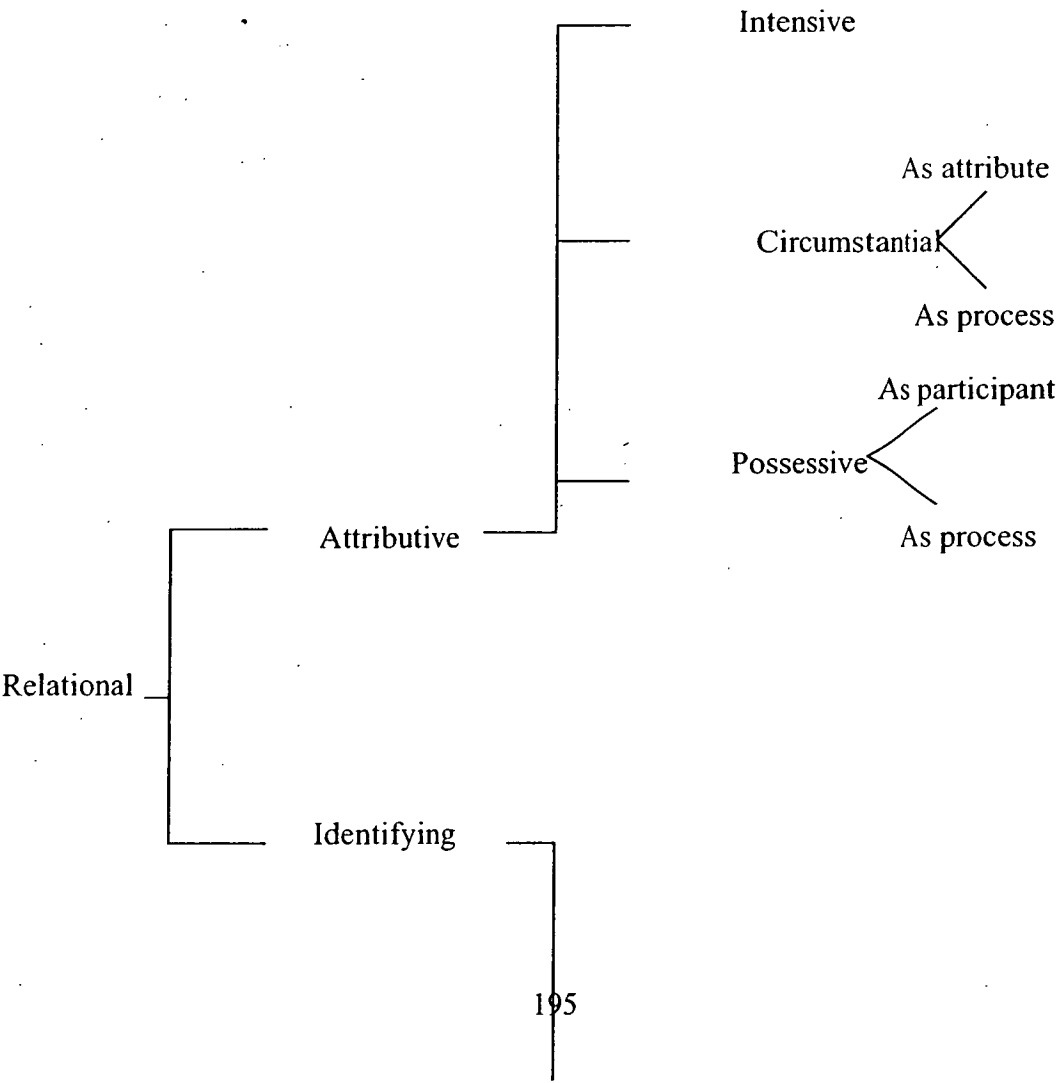 Intensive
As attribute
Circumstantial
As process
As participant
Possessive
As process
Attributive
Relational
Identifying
195